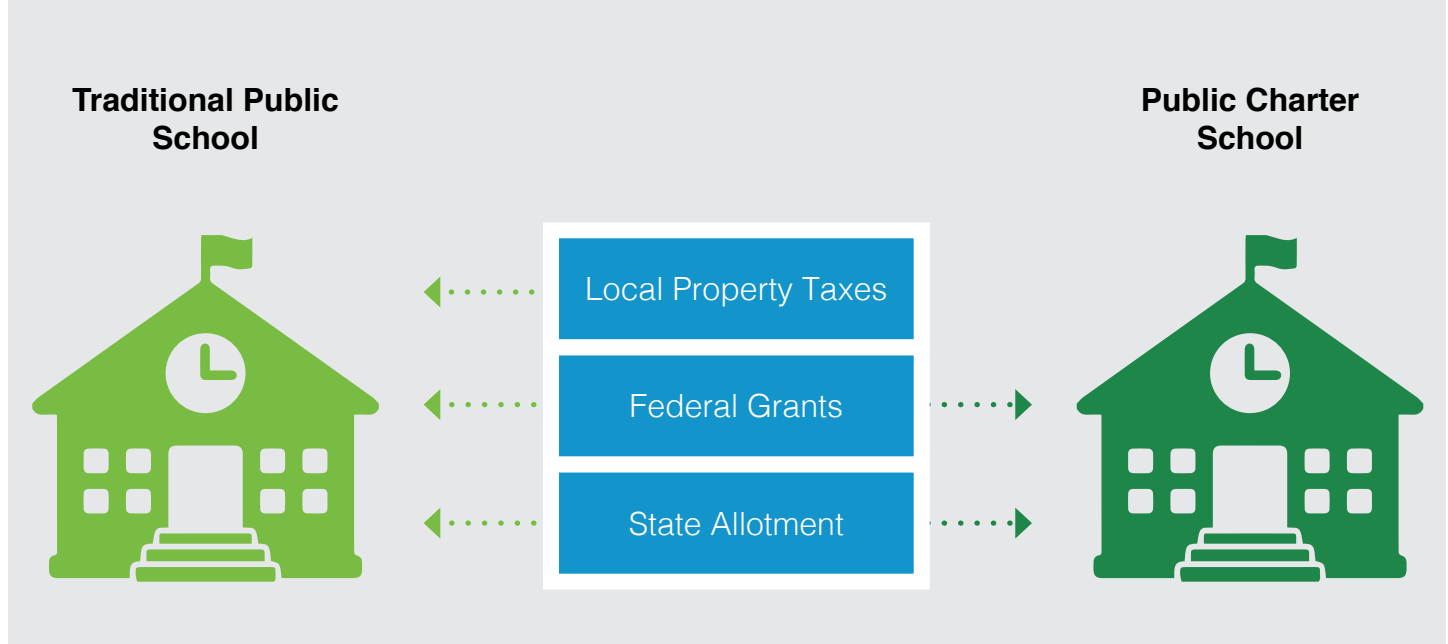 Traditional Public
School
Public Charter
School
Local Property Taxes
Federal Grants
State Allotment